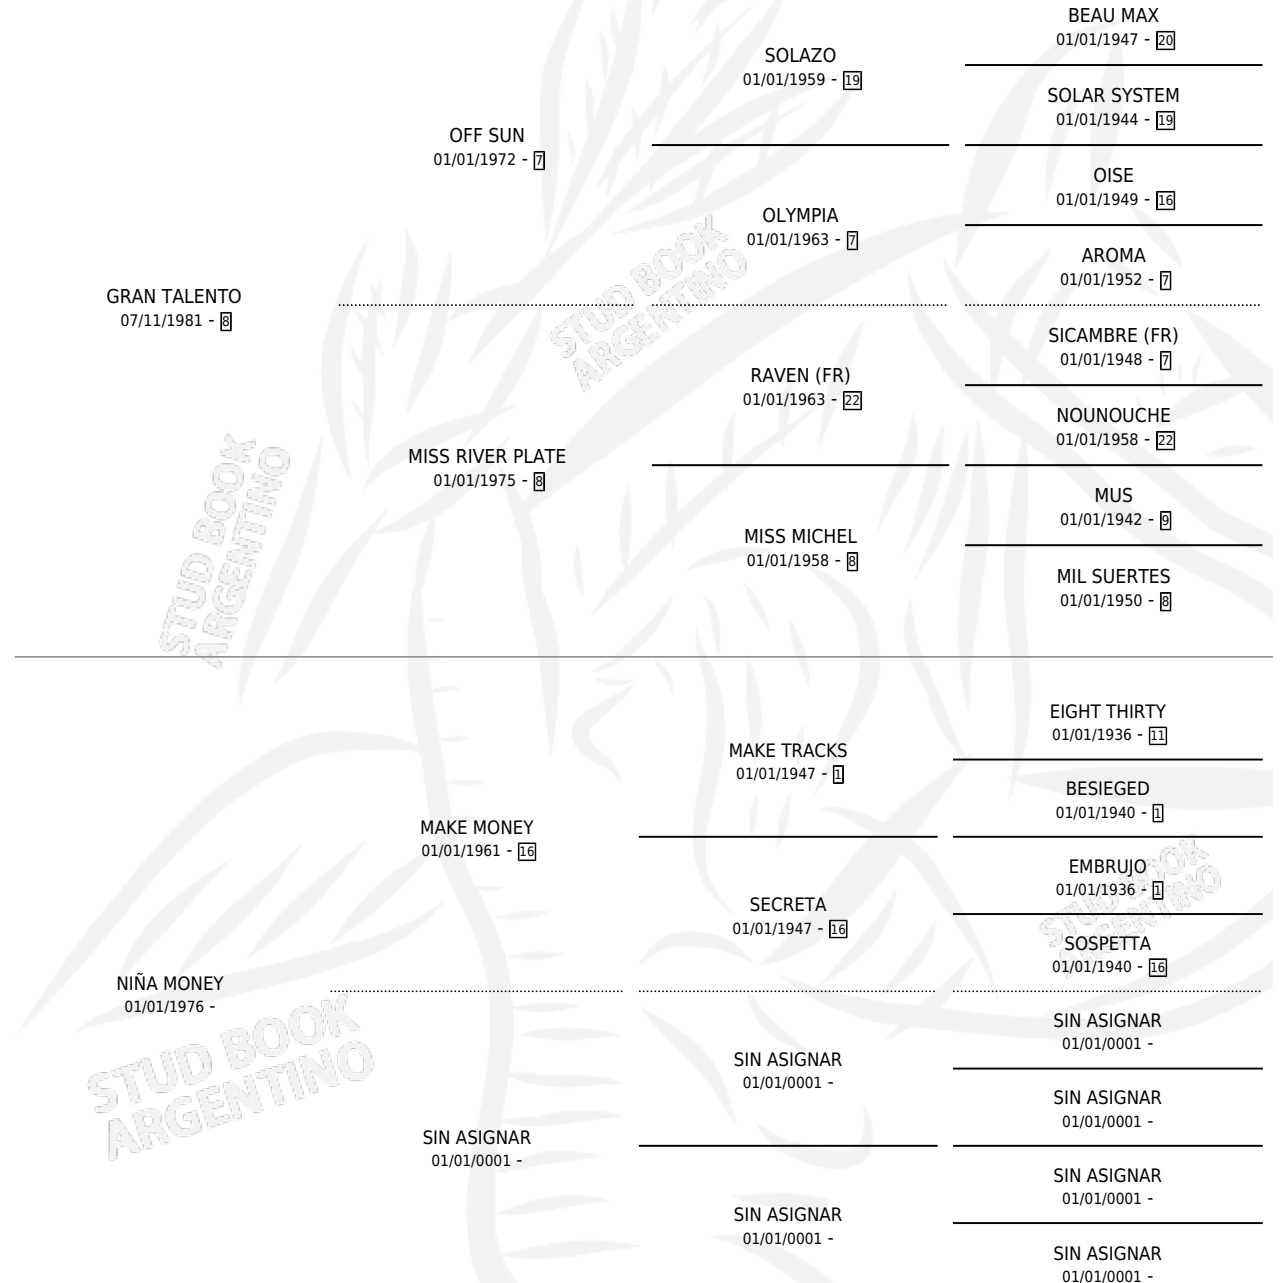 BEAU MAX
01/01/1947 - 20
SOLAZO
01/01/1959 - 19
SOLAR SYSTEM
01/01/1944 - 19
OFF SUN
01/01/1972 - 7
OISE
01/01/1949 - 16
OLYMPIA
01/01/1963 - 7
AROMA
01/01/1952 - 7
GRAN TALENTO
07/11/1981 - 8
STUD BOOK
ARGENTINO
SICAMBRE (FR)
01/01/1948 - 7
RAVEN (FR)
01/01/1963 - 22
NOUNOUCHE
01/01/1958 - 22
MISS RIVER PLATE
01/01/1975 - 8
MUS
01/01/1942 - 9
MISS MICHEL
01/01/1958 - 8
MIL SUERTES
01/01/1950 - 8
STUD BOOK
ARGENTINO
EIGHT THIRTY
01/01/1936 - 11
MAKE TRACKS
01/01/1947 - 1
BESIEGED
01/01/1940 - 1
MAKE MONEY
01/01/1961 - 16
EMBRUJO
01/01/1936 - 1
SECRETA
01/01/1947 - 16
SOSPETTA
01/01/1940 - 16
STUD BOOK
ARGENTINO
NIÑA MONEY
01/01/1976 -
SIN ASIGNAR
01/01/0001 -
SIN ASIGNAR
01/01/0001 -
SIN ASIGNAR
01/01/0001 -
STUD BOOK
ARGENTINO
SIN ASIGNAR
01/01/0001 -
SIN ASIGNAR
01/01/0001 -
SIN ASIGNAR
01/01/0001 -
SIN ASIGNAR
01/01/0001 -